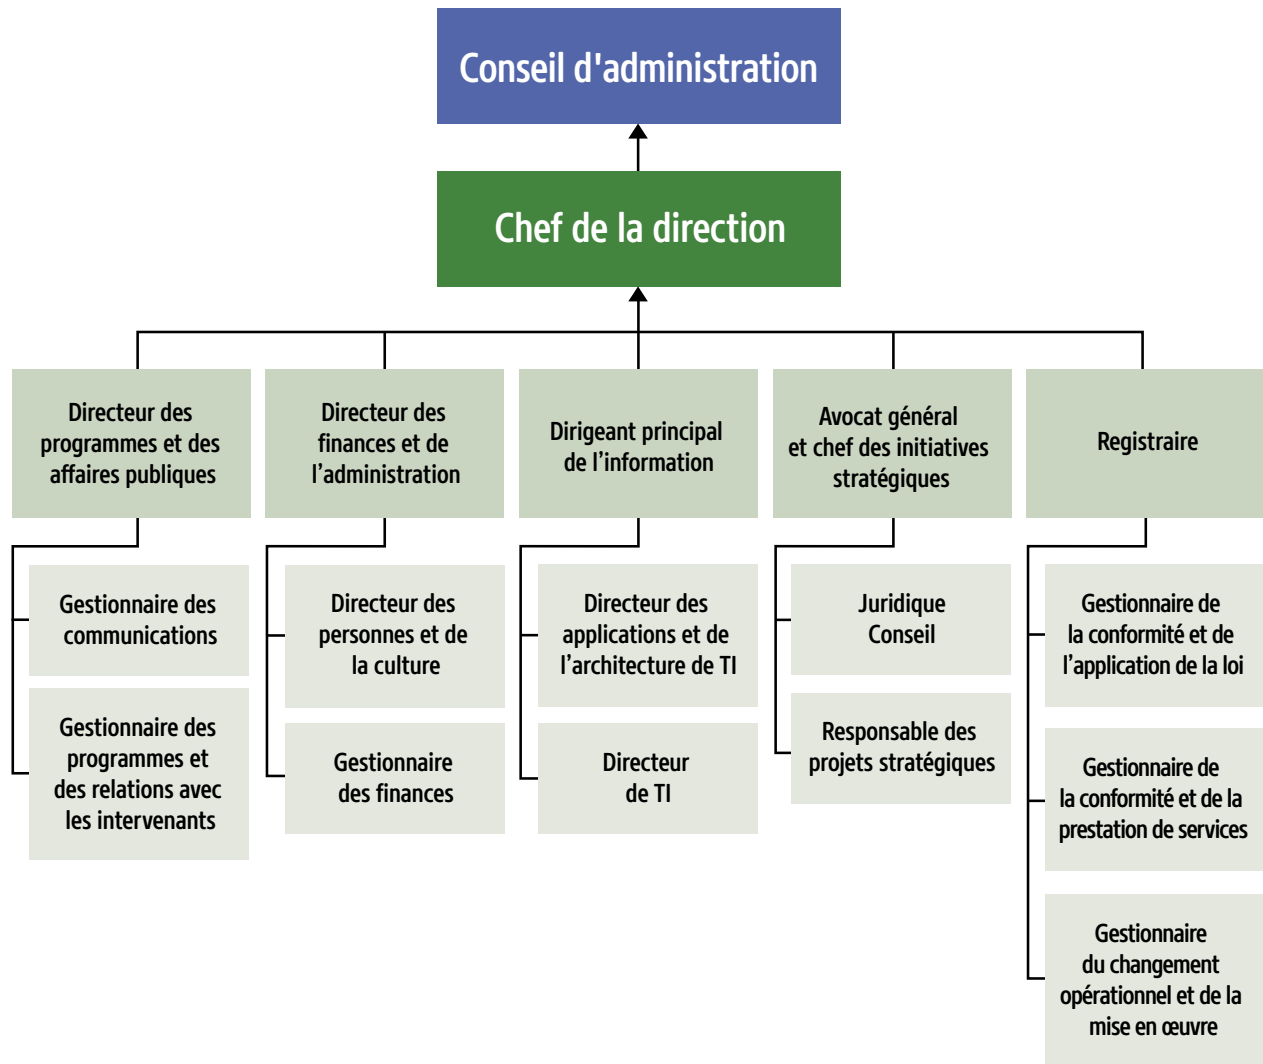 Conseil d'administration
Chef de la direction
Directeur des
programmes et des
affaires publiques
Directeur des
finances et de
l’administration
Dirigeant principal
de l’information
Avocat général
et chef des initiatives
stratégiques
Registraire
Gestionnaire des
communications
Gestionnaire des
programmes et
des relations avec
les intervenants
Directeur des
personnes et de
la culture
Gestionnaire
des finances
Directeur des
applications et de
l’architecture de TI
Directeur
de TI
Juridique
Conseil
Responsable des
projets stratégiques
Gestionnaire de
la conformité et de
l’application de la loi
Gestionnaire de
la conformité et de la
prestation de services
Gestionnaire
du changement
opérationnel et de la
mise en œuvre